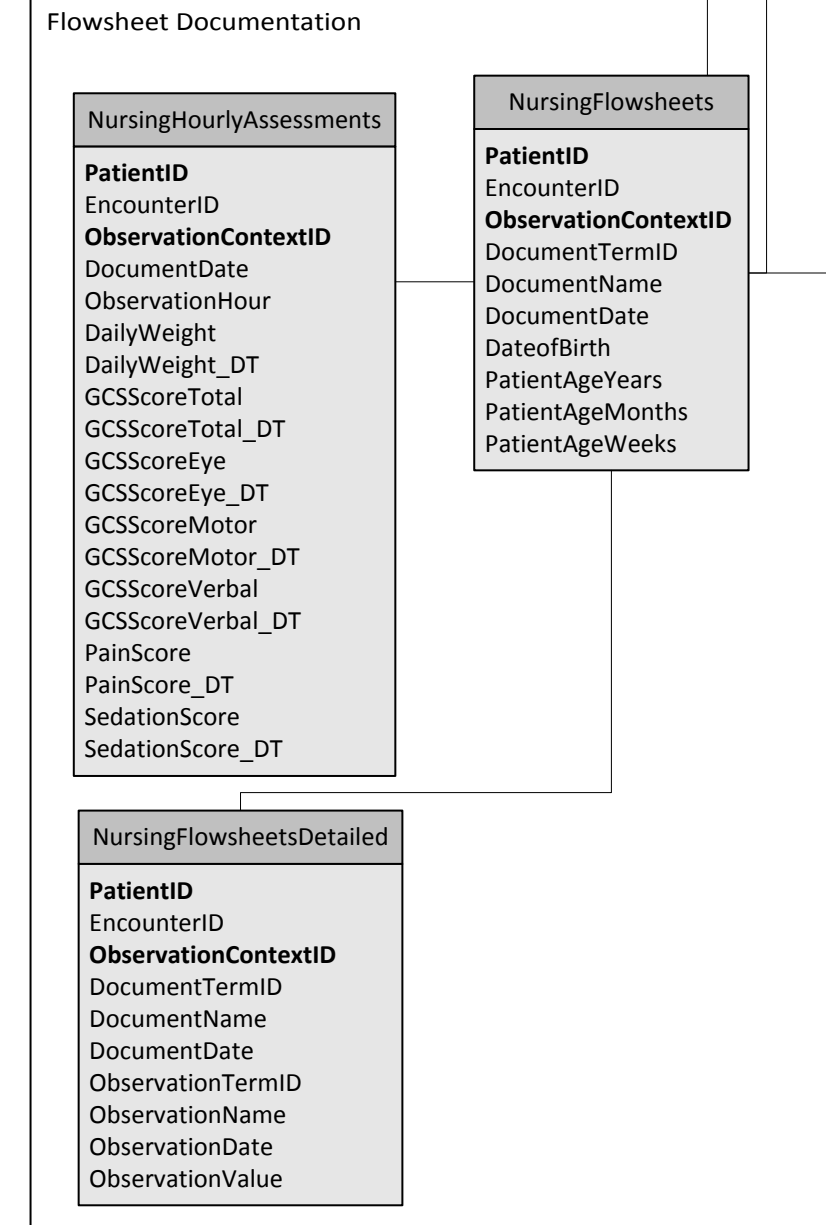 Flowsheet Documentation
NursingHourlyAssessments
PatientID
EncounterID
ObservationContextID
DocumentDate
ObservationHour
DailyWeight
DailyWeight_DT
GCSScoreTotal
GCSScoreTotal_DT
GCSScoreEye
GCSScoreEye_DT
GCSScoreMotor
GCSScoreMotor_DT
GCSScoreVerbal
GCSScoreVerbal_DT
PainScore
PainScore_DT
SedationScore
SedationScore_DT
NursingFlowsheets
PatientID
EncounterID
ObservationContextID
DocumentTermID
DocumentName
DocumentDate
DateofBirth
PatientAgeYears
PatientAgeMonths
PatientAgeWeeks
NursingFlowsheetsDetailed
PatientID
EncounterID
ObservationContextID
DocumentTermID
DocumentName
DocumentDate
ObservationTermID
ObservationName
ObservationDate
ObservationValue